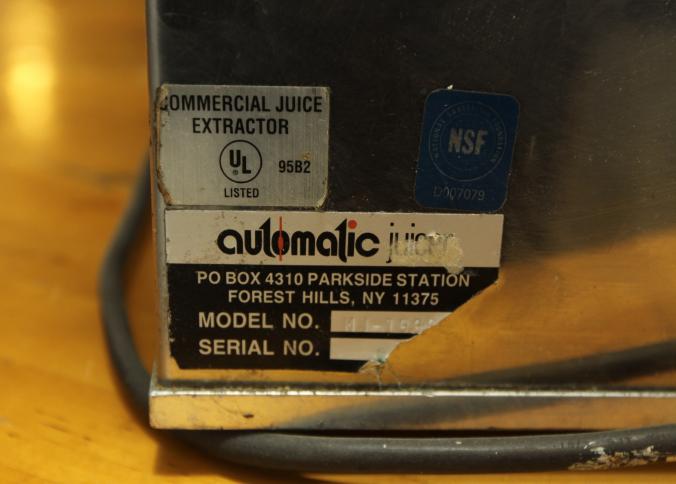 COMMERCIAL JUICE
EXTRACTOR
UL
95B2
LISTED
NSF
D007079
automatic juicer
PO BOX 4310 PARKSIDE STATION
FOREST HILLS, NY 11375
MODEL NO.
SERIAL NO.